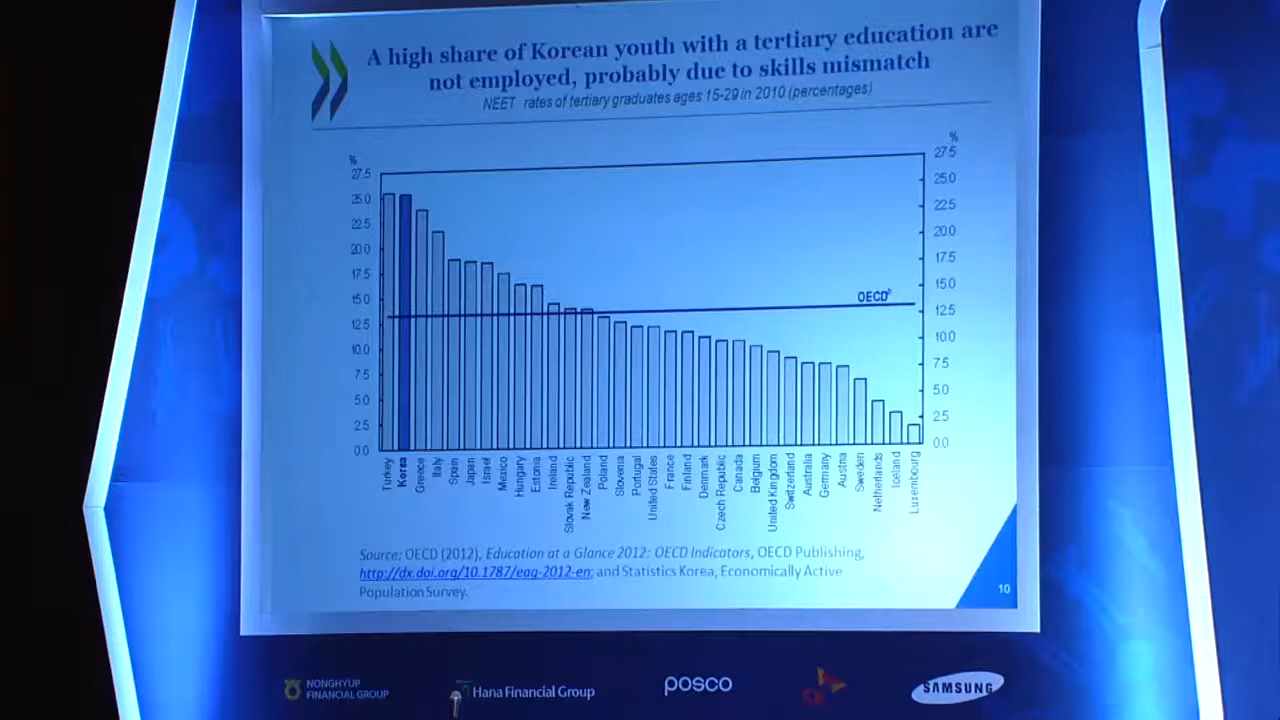 A high share of Korean youth with a tertiary education are
not employed, probably due to skills mismatch
NEET rates of tertiary graduates ages 15-29 in 2010 (percentages)
%
%
27.5
27.5
25.0
25.0
22.5
22.5
20.0
20.0
17.5
17.5
15.0
15.0
12.5
12.5
10.0
10.0
7.5
7.5
5.0
5.0
2.5
2.5
0.0
0.0
OECD
Turkey
Korea
Greece
Italy
Spain
Japan
Israel
Mexico
Hungary
Estonia
Ireland
Slovak Republic
New Zealand
Poland
Slovenia
Portugal
United States
France
Finland
Denmark
Czech Republic
Canada
Belgium
United Kingdom
Switzerland
Australia
Germany
Austria
Sweden
Netherlands
Iceland
Luxembourg
Source: OECD (2012), Education at a Glance 2012: OECD Indicators, OECD Publishing,
http://dx.doi.org/10.1787/eag-2012-en; and Statistics Korea, Economically Active
Population Survey.
10
NONGHYUP
FINANCIAL GROUP
Hana Financial Group
posco
SK
SAMSUNG